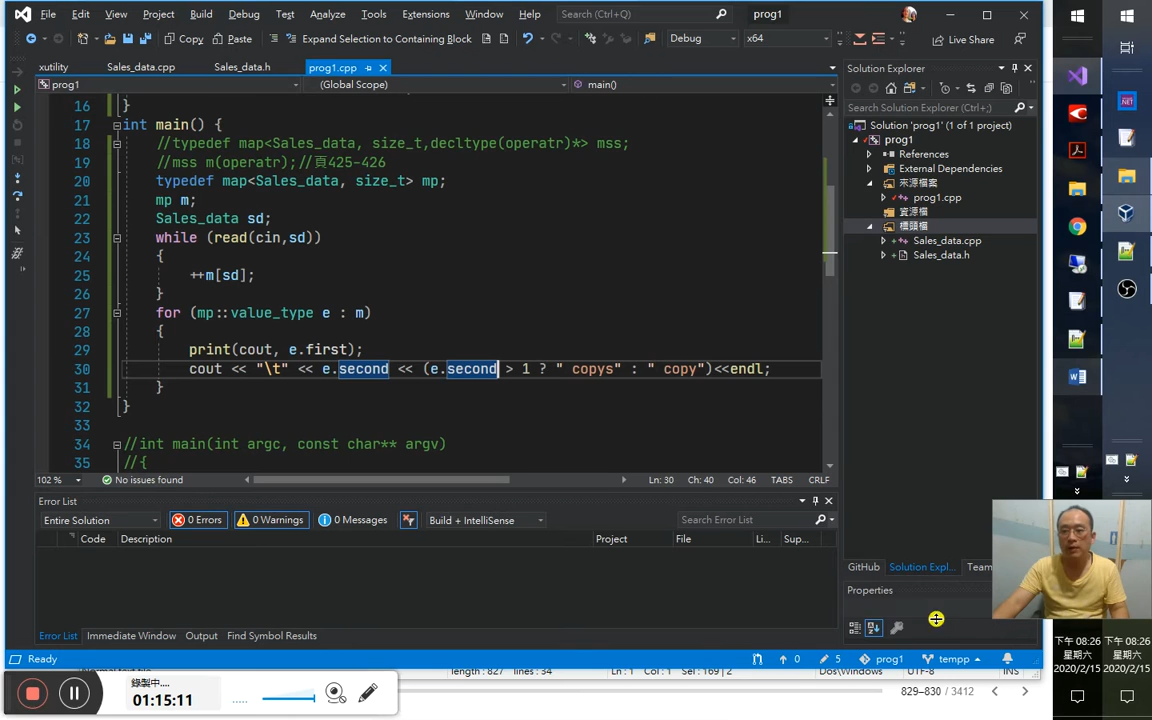 File Edit View Project Build Debug Test Analyze Tools Extensions Window Help Search (Ctrl+Q) prog1
Copy Paste Expand Selection to Containing Block Debug x64 Live Share
xutility Sales_data.cpp Sales_data.h prog1.cpp
prog1 (Global Scope) main()
16 }
17 int main() {
18 //typedef map<Sales_data, size_t,decltype(operatr)*> mss;
19 //mss m(operatr);//頁425-426
20 typedef map<Sales_data, size_t> mp;
21 mp m;
22 Sales_data sd;
23 while (read(cin,sd))
24 {
25 ++m[sd];
26 }
27 for (mp::value_type e : m)
28 {
29 print(cout, e.first);
30 cout << "\t" << e.second << (e.second > 1 ? " copys" : " copy")<<endl;
31 }
32 }
33
34 //int main(int argc, const char** argv)
35 //{
102 % No issues found Ln: 30 Ch: 40 Col: 46 TABS CRLF
Error List
Entire Solution 0 Errors 0 Warnings 0 Messages Build + IntelliSense Search Error List
Code Description Project File Li... Sup...
Error List Immediate Window Output Find Symbol Results
Solution Explorer
Search Solution Explorer (Ctrl+;)
Solution 'prog1' (1 of 1 project)
prog1
References
External Dependencies
來源檔案
prog1.cpp
資源檔
標頭檔
Sales_data.cpp
Sales_data.h
GitHub Solution Expl... Team
Properties
Ready 0 5 prog1 tempp
length : 827 lines : 34 Ln : 1 Col : 1 Sel : 169 | 2 Dos\Windows UTF-8 INS
錄製中....
01:15:11
829–830 / 3412
下午 08:26
星期六
2020/2/15
下午 08:26
星期六
2020/2/15